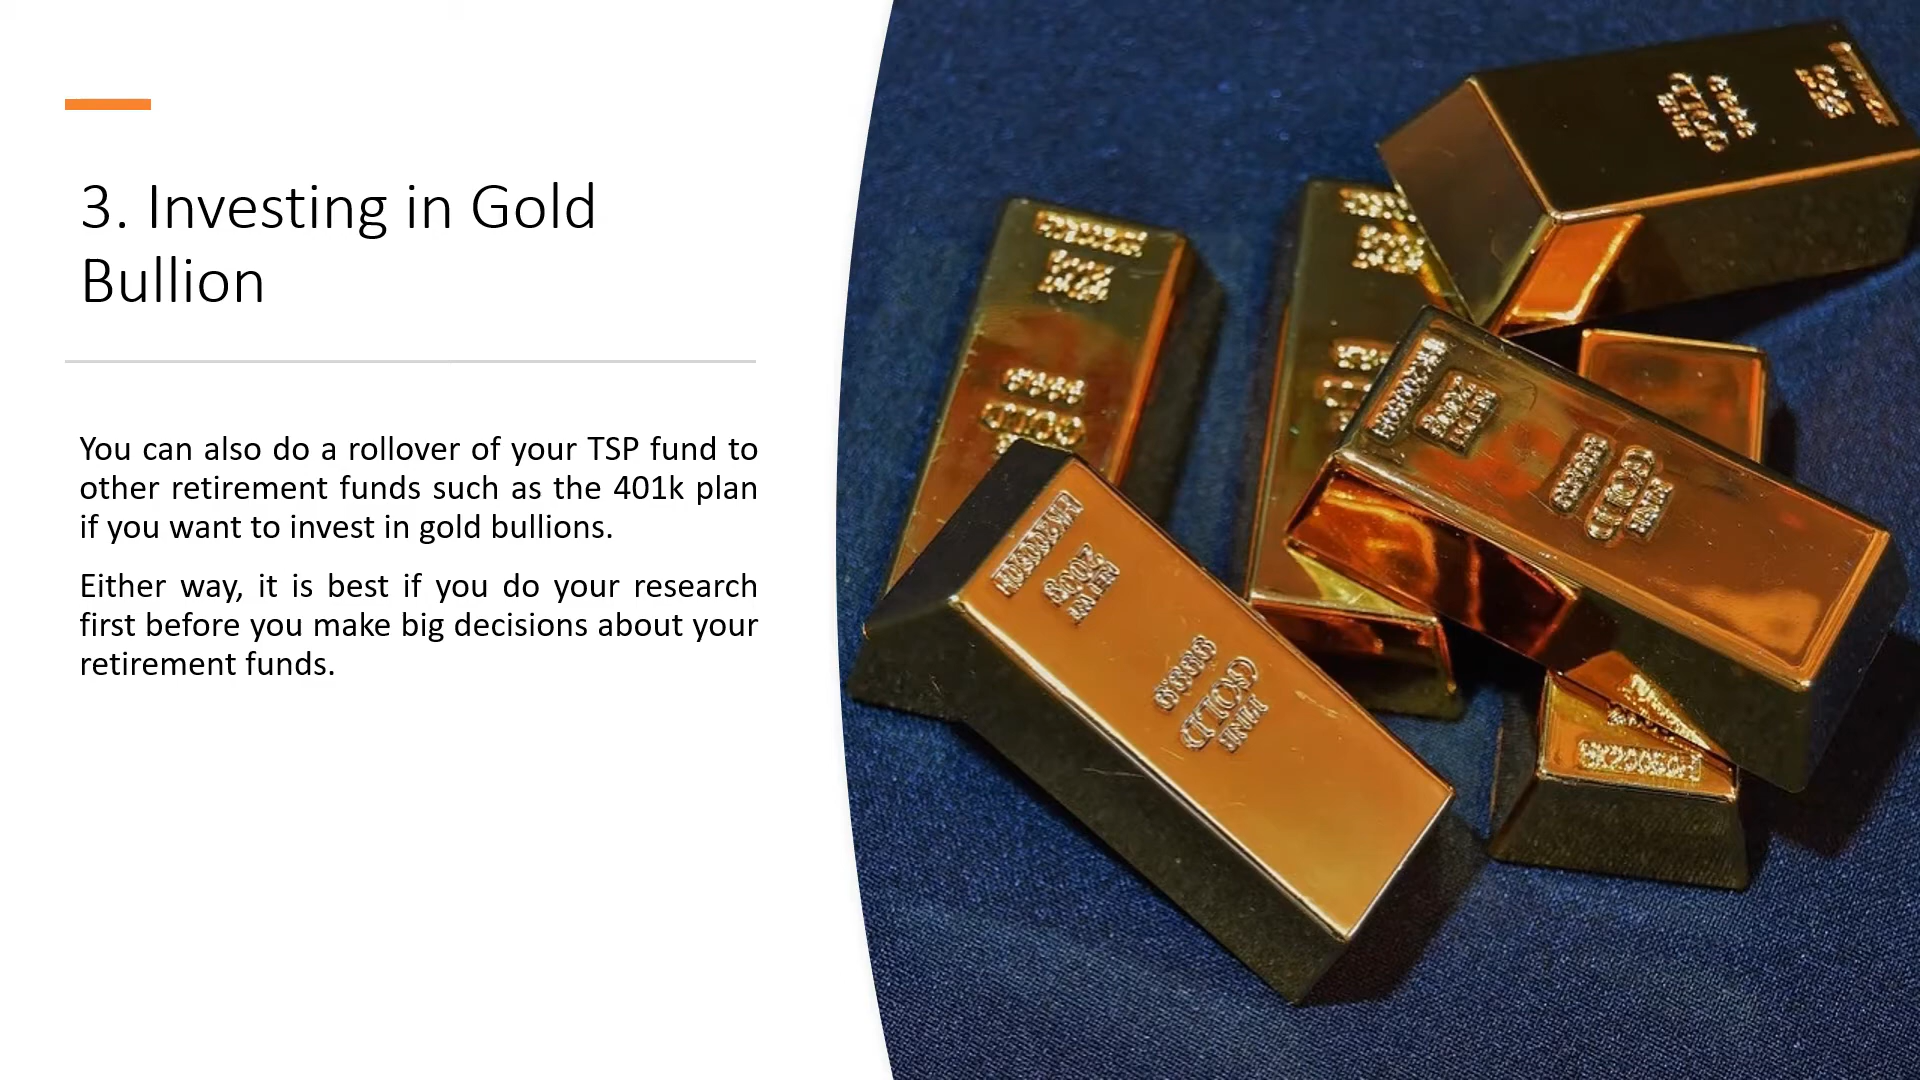 3. Investing in Gold
Bullion
You can also do a rollover of your TSP fund to
other retirement funds such as the 401k plan
if you want to invest in gold bullions.
Either way, it is best if you do your research
first before you make big decisions about your
retirement funds.
GOLD
GOLD